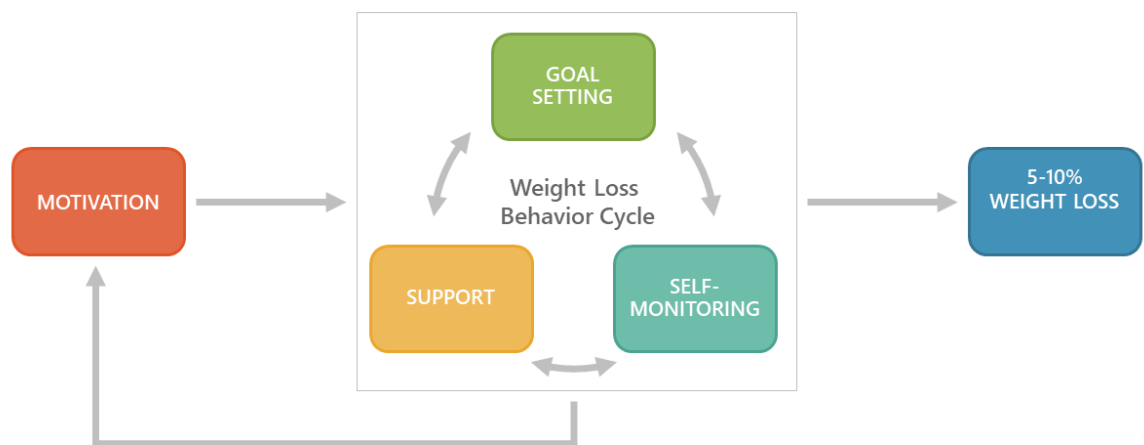 GOAL
SETTING
MOTIVATION
Weight Loss
Behavior Cycle
5-10%
WEIGHT LOSS
SUPPORT
SELF-
MONITORING